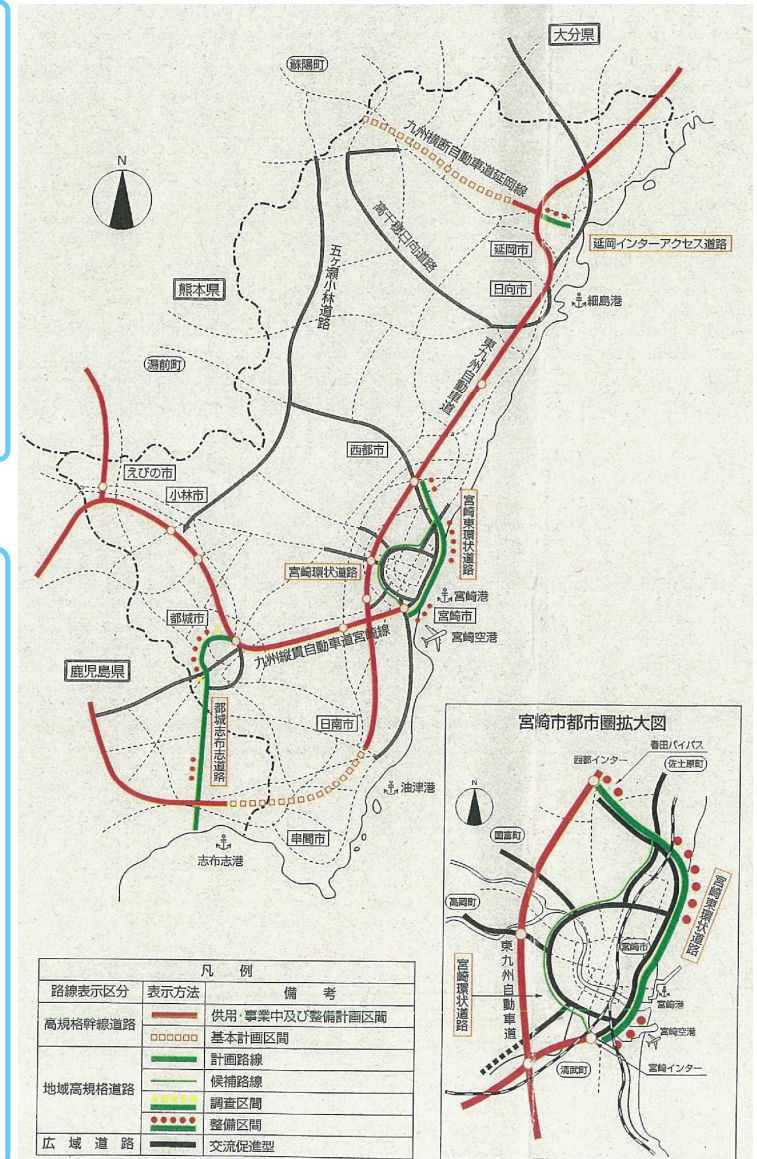 大分県
蘇陽町
九州横断自動車道延岡線
N
高千穂日向道路
五ヶ瀬小林道路
延岡インターアクセス道路
延岡市
日向市
細島港
熊本県
湯前町
東九州自動車道
西都市
えびの市
小林市
宮崎東環状道路
宮崎環状道路
宮崎港
宮崎市
宮崎空港
都城市
九州縦貫自動車道宮崎線
鹿児島県
都城志布志道路
日南市
油津港
串間市
志布志港
宮崎市都市圏拡大図
春田バイパス
西都インター
佐土原町
N
国富町
高岡町
宮崎東環状道路
宮崎市
東九州自動車道
宮崎環状道路
宮崎港
宮崎空港
清武町
宮崎インター
凡 例
路線表示区分 表示方法 備 考
高規格幹線道路 供用・事業中及び整備計画区間
基本計画区間
地域高規格道路 計画路線
候補路線
調査区間
整備区間
広域道路 交流促進型